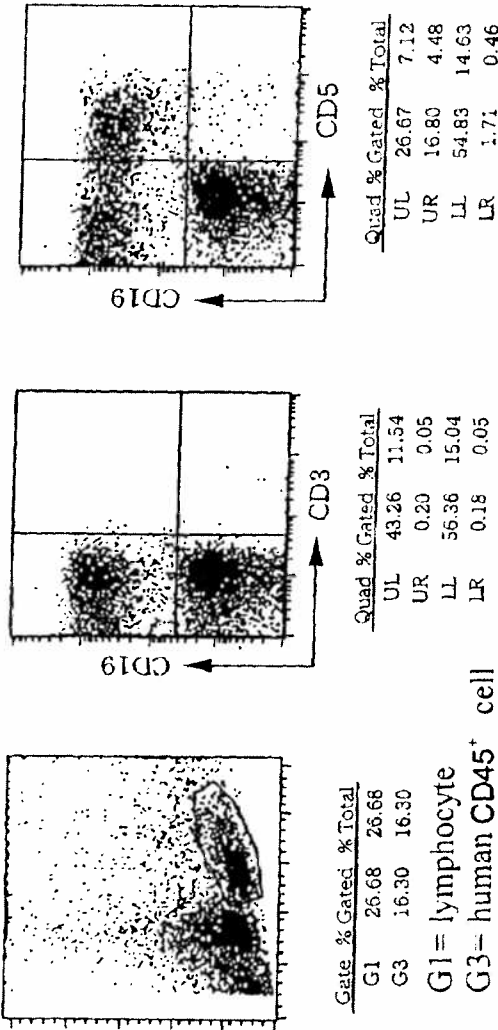 Gate % Gated % Total
G1 26.68 26.68
G3 16.30 16.30
G1= lymphocyte
G3= human CD45+ cell
CD19
CD3
Quad % Gated % Total
UL 43.26 11.54
UR 0.20 0.05
LL 56.36 15.04
LR 0.18 0.05
CD19
CD5
Quad % Gated % Total
UL 26.67 7.12
UR 16.80 4.48
LL 54.83 14.63
LR 1.71 0.46